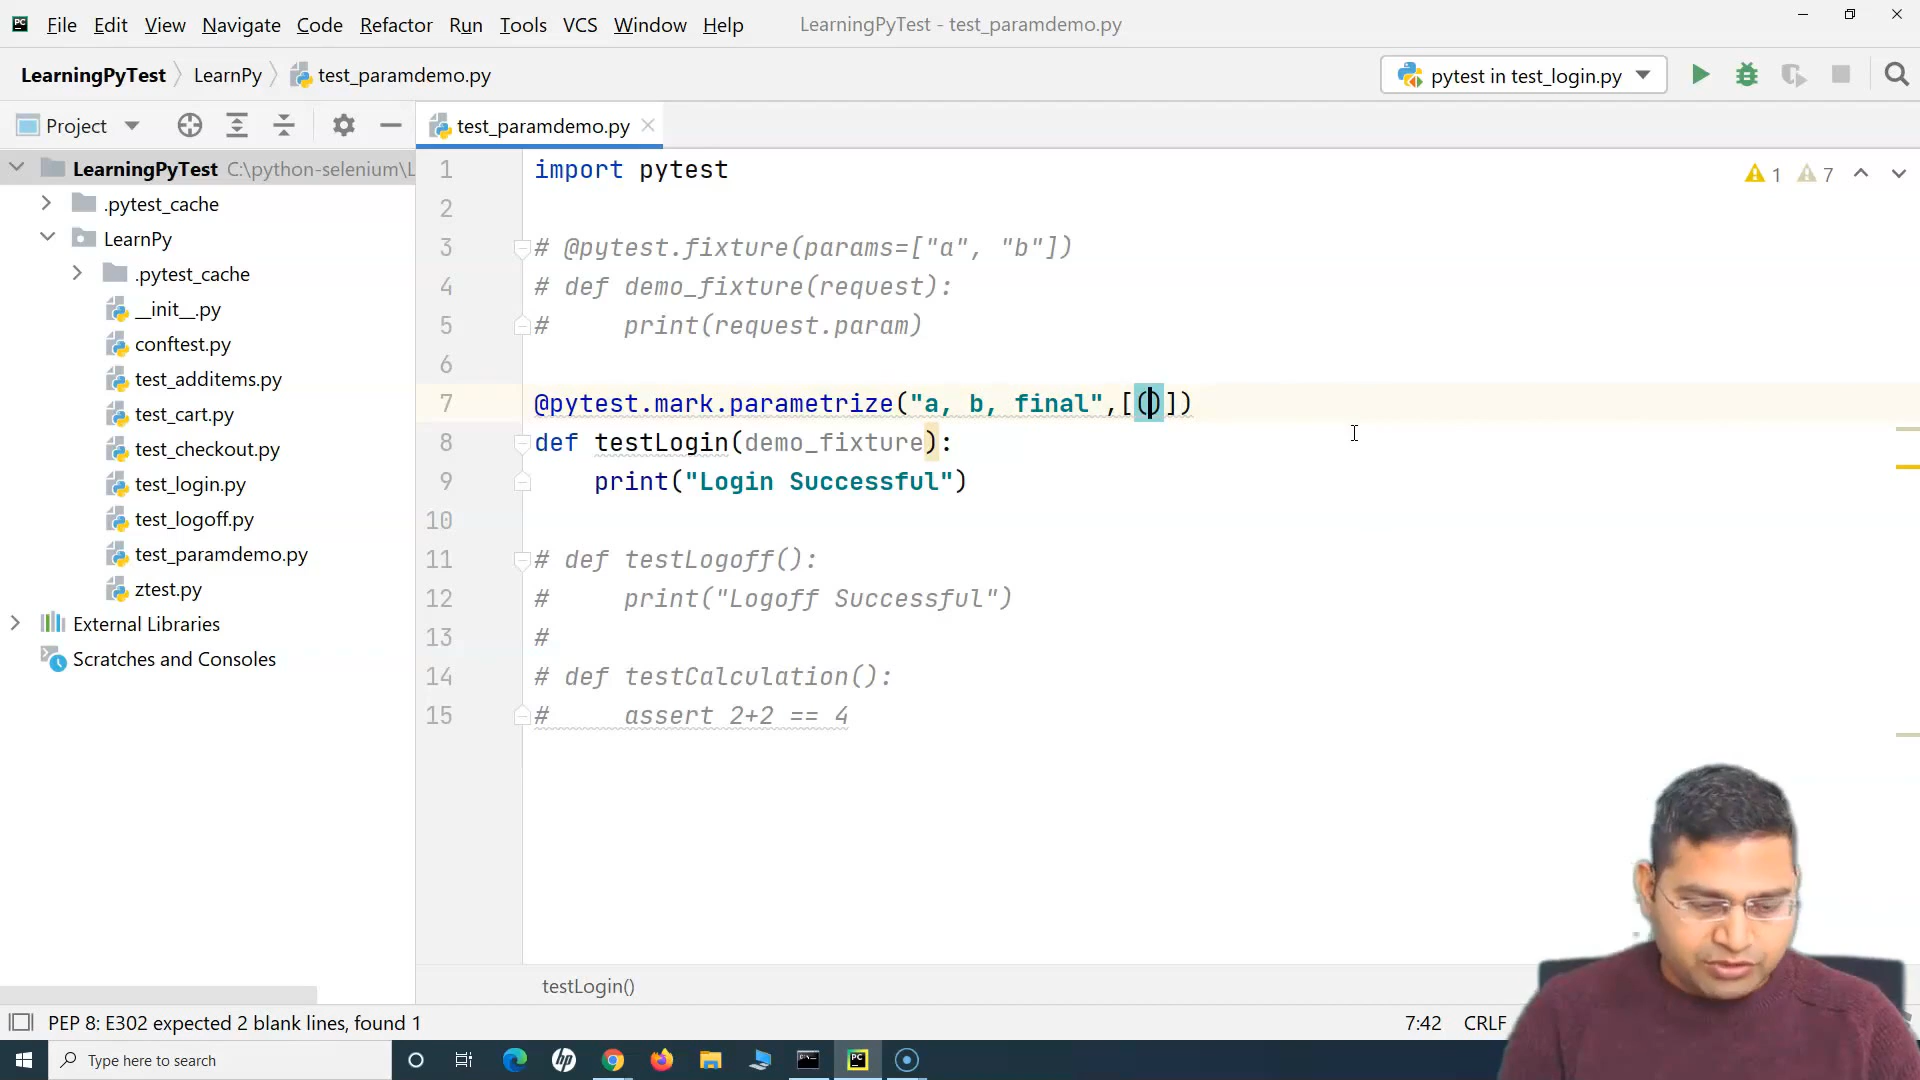 File Edit View Navigate Code Refactor Run Tools VCS Window Help LearningPyTest - test_paramdemo.py
LearningPyTest LearnPy test_paramdemo.py
pytest in test_login.py
Project
test_paramdemo.py
LearningPyTest C:\python-selenium\L
.pytest_cache
LearnPy
.pytest_cache
__init__.py
conftest.py
test_additems.py
test_cart.py
test_checkout.py
test_login.py
test_logoff.py
test_paramdemo.py
ztest.py
External Libraries
Scratches and Consoles
1 import pytest
1 7
2
3 # @pytest.fixture(params=["a", "b"])
4 # def demo_fixture(request):
5 #     print(request.param)
6
7 @pytest.mark.parametrize("a, b, final",[()])
8 def testLogin(demo_fixture):
9     print("Login Successful")
10
11 # def testLogoff():
12 #     print("Logoff Successful")
13 #
14 # def testCalculation():
15 #     assert 2+2 == 4
testLogin()
PEP 8: E302 expected 2 blank lines, found 1
7:42 CRLF
Type here to search